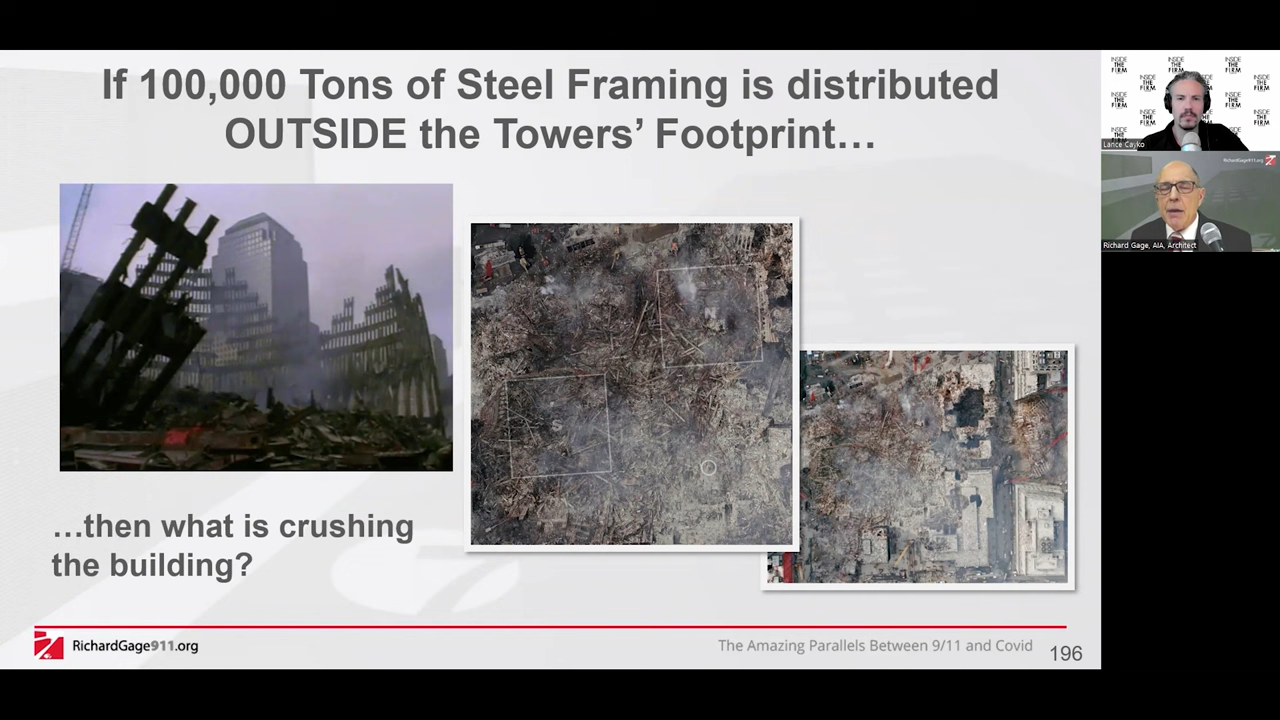 If 100,000 Tons of Steel Framing is distributed
OUTSIDE the Towers’ Footprint…
…then what is crushing
the building?
RichardGage911.org
The Amazing Parallels Between 9/11 and Covid
196
INSIDE THE FIRM
Lance Cayko
RichardGage911.org
Richard Gage, AIA, Architect
S